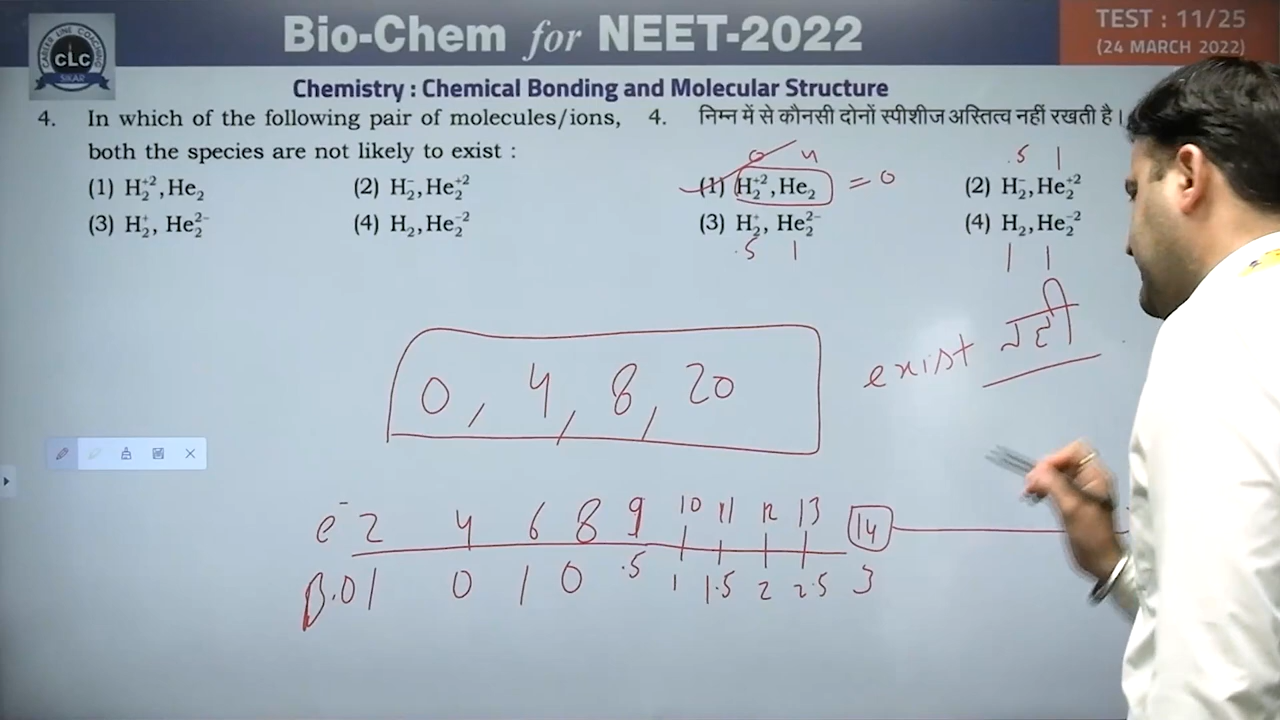 CAREER LINE COACHING
CLC
SIKAR
Bio-Chem for NEET-2022
TEST : 11/25
(24 MARCH 2022)
Chemistry : Chemical Bonding and Molecular Structure
4. In which of the following pair of molecules/ions, both the species are not likely to exist :
(1) H₂⁺², He₂ (2) H₂⁻, He₂⁺²
(3) H₂⁺, He₂²⁻ (4) H₂, He₂⁻²
4. निम्न में से कौनसी दोनों स्पीशीज अस्तित्व नहीं रखती है।
0 4 .5 1
(1) H₂⁺², He₂ = 0 (2) H₂⁻, He₂⁺²
(3) H₂⁺, He₂²⁻ (4) H₂, He₂⁻²
.5 1 1 1
exist नहीं
0, 4, 8, 20
e⁻ 2 4 6 8 9 10 11 12 13 14
B.O 1 0 1 0 .5 1 1.5 2 2.5 3